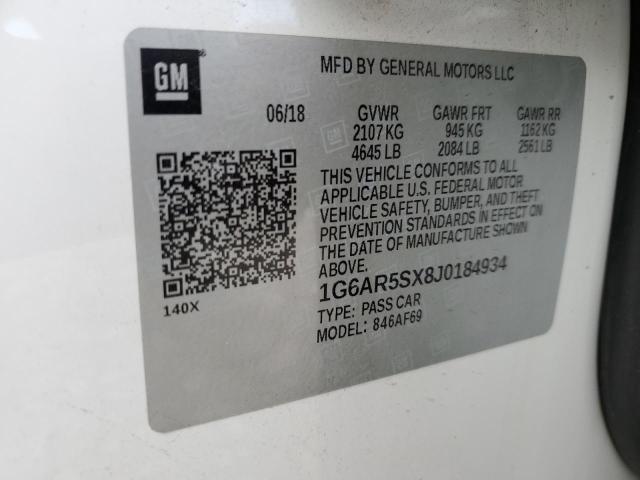 GM
MFD BY GENERAL MOTORS LLC
06/18 GVWR GAWR FRT GAWR RR
2107 KG 945 KG 1162 KG
4645 LB 2084 LB 2561 LB
THIS VEHICLE CONFORMS TO ALL
APPLICABLE U.S. FEDERAL MOTOR
VEHICLE SAFETY, BUMPER, AND THEFT
PREVENTION STANDARDS IN EFFECT ON
THE DATE OF MANUFACTURE SHOWN
ABOVE.
1G6AR5SX8J0184934
TYPE: PASS CAR
MODEL: 846AF69
140X